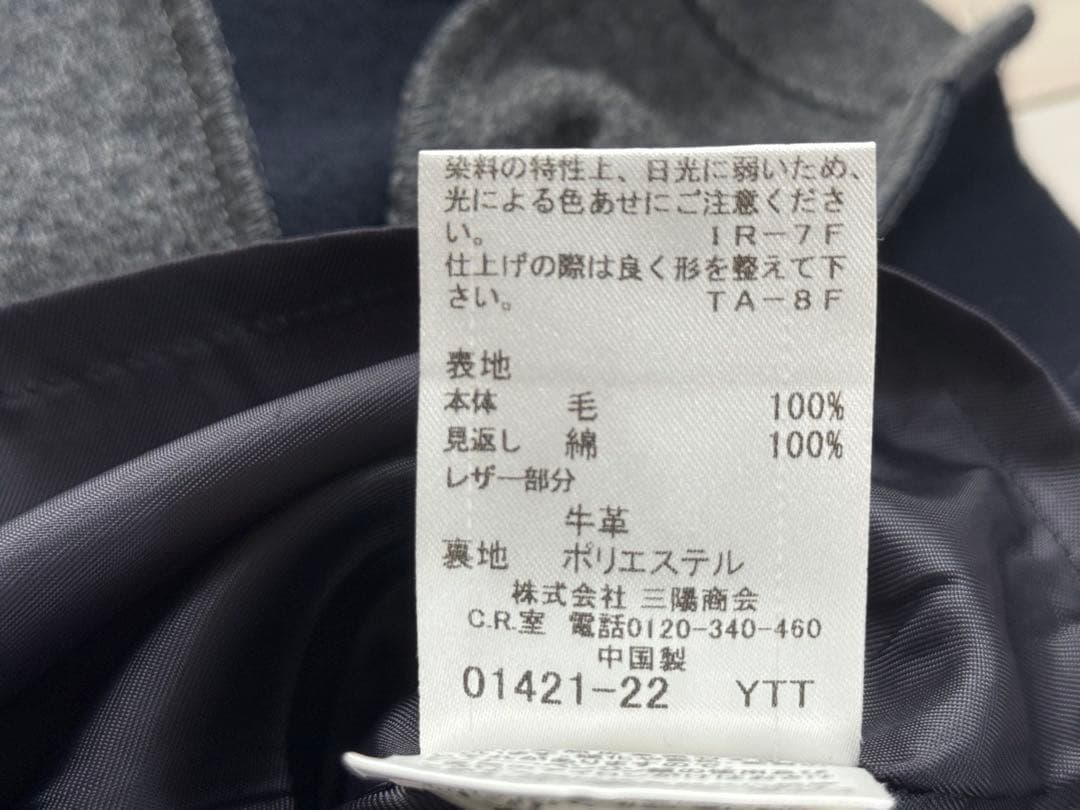 染料の特性上、日光に弱いため、
光による色あせにご注意くださ
い。 IR-7F
仕上げの際は良く形を整えて下
さい。 TA-8F
表地
本体 毛 100%
見返し 綿 100%
レザー部分
牛革
裏地 ポリエステル
株式会社 三陽商会
C.R.室 電話0120-340-460
中国製
01421-22 YTT